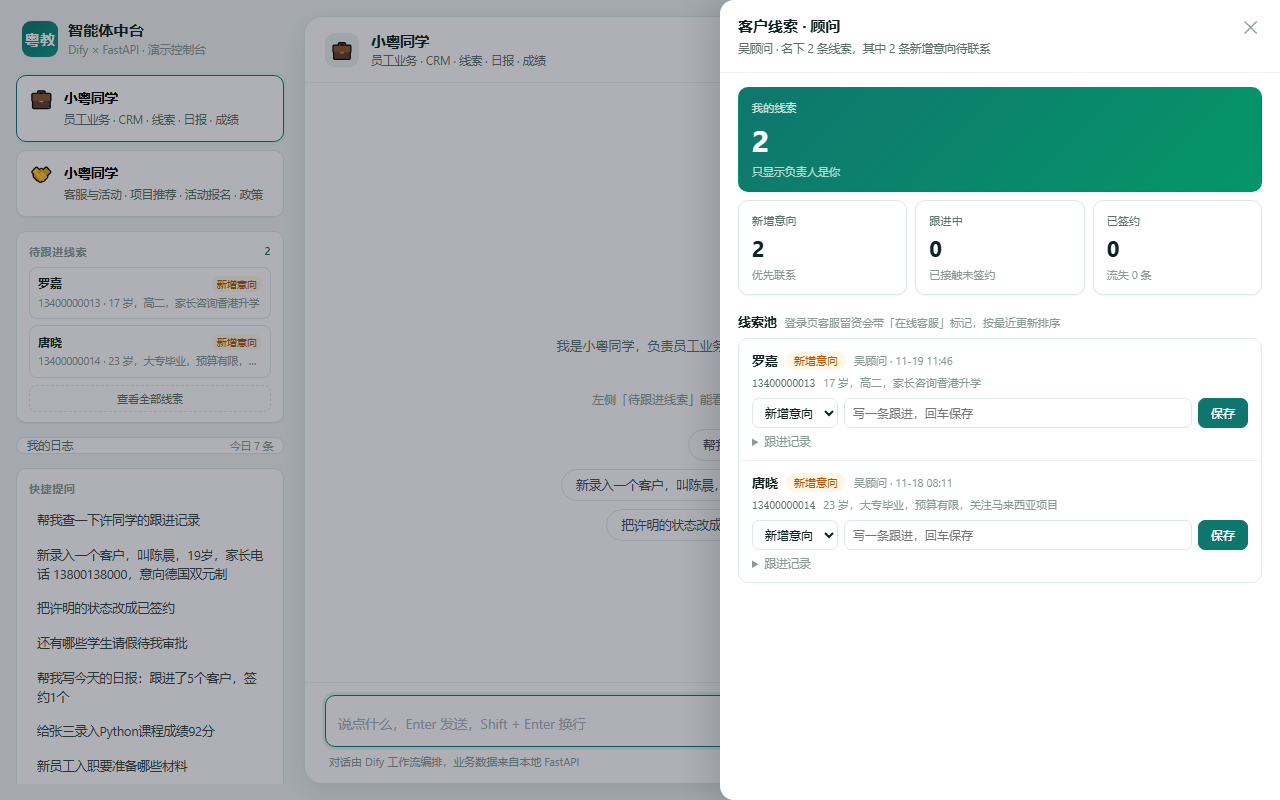 粤教
智能体中台
Dify × FastAPI · 演示控制台
小粤同学
员工业务 · CRM · 线索 · 日报 · 成绩
小粤同学
客服与活动 · 项目推荐 · 活动报名 · 政策
待跟进线索 2
罗嘉 新增意向
13400000013 · 17 岁，高二，家长咨询香港升学
唐晓 新增意向
13400000014 · 23 岁，大专毕业，预算有限，...
查看全部线索
我的日志 今日 7 条
快捷提问
帮我查一下许同学的跟进记录
新录入一个客户，叫陈晨，19岁，家长电
话 13800138000，意向德国双元制
把许明的状态改成已签约
还有哪些学生请假待我审批
帮我写今天的日报：跟进了5个客户，签
约1个
给张三录入Python课程成绩92分
新员工入职要准备哪些材料
小粤同学
员工业务 · CRM · 线索 · 日报 · 成绩
我是小粤同学，负责员工业务
左侧「待跟进线索」能看
帮我
新录入一个客户，叫陈晨，
把许明的状态改成
说点什么，Enter 发送，Shift + Enter 换行
对话由 Dify 工作流编排，业务数据来自本地 FastAPI
客户线索 · 顾问
吴顾问 · 名下 2 条线索，其中 2 条新增意向待联系
我的线索
2
只显示负责人是你
新增意向
2
优先联系
跟进中
0
已接触未签约
已签约
0
流失 0 条
线索池 登录页客服留资会带「在线客服」标记，按最近更新排序
罗嘉 新增意向 吴顾问 · 11-19 11:46
13400000013 17 岁，高二，家长咨询香港升学
新增意向 写一条跟进，回车保存 保存
跟进记录
唐晓 新增意向 吴顾问 · 11-18 08:11
13400000014 23 岁，大专毕业，预算有限，关注马来西亚项目
新增意向 写一条跟进，回车保存 保存
跟进记录